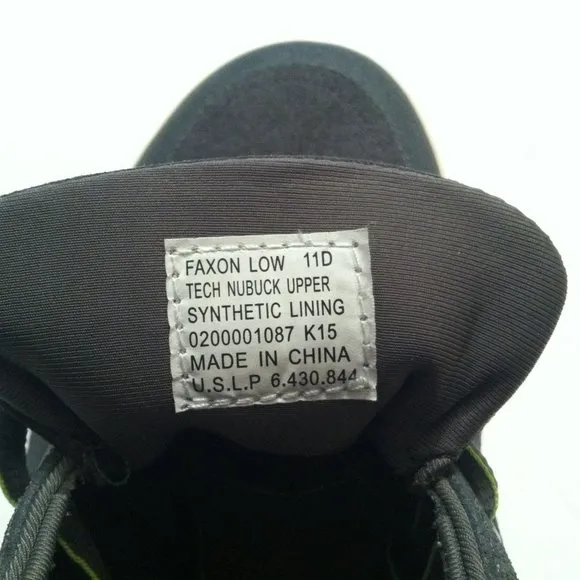 FAXON LOW 11D
TECH NUBUCK UPPER
SYNTHETIC LINING
0200001087 K15
MADE IN CHINA
U.S.L.P 6.430.844